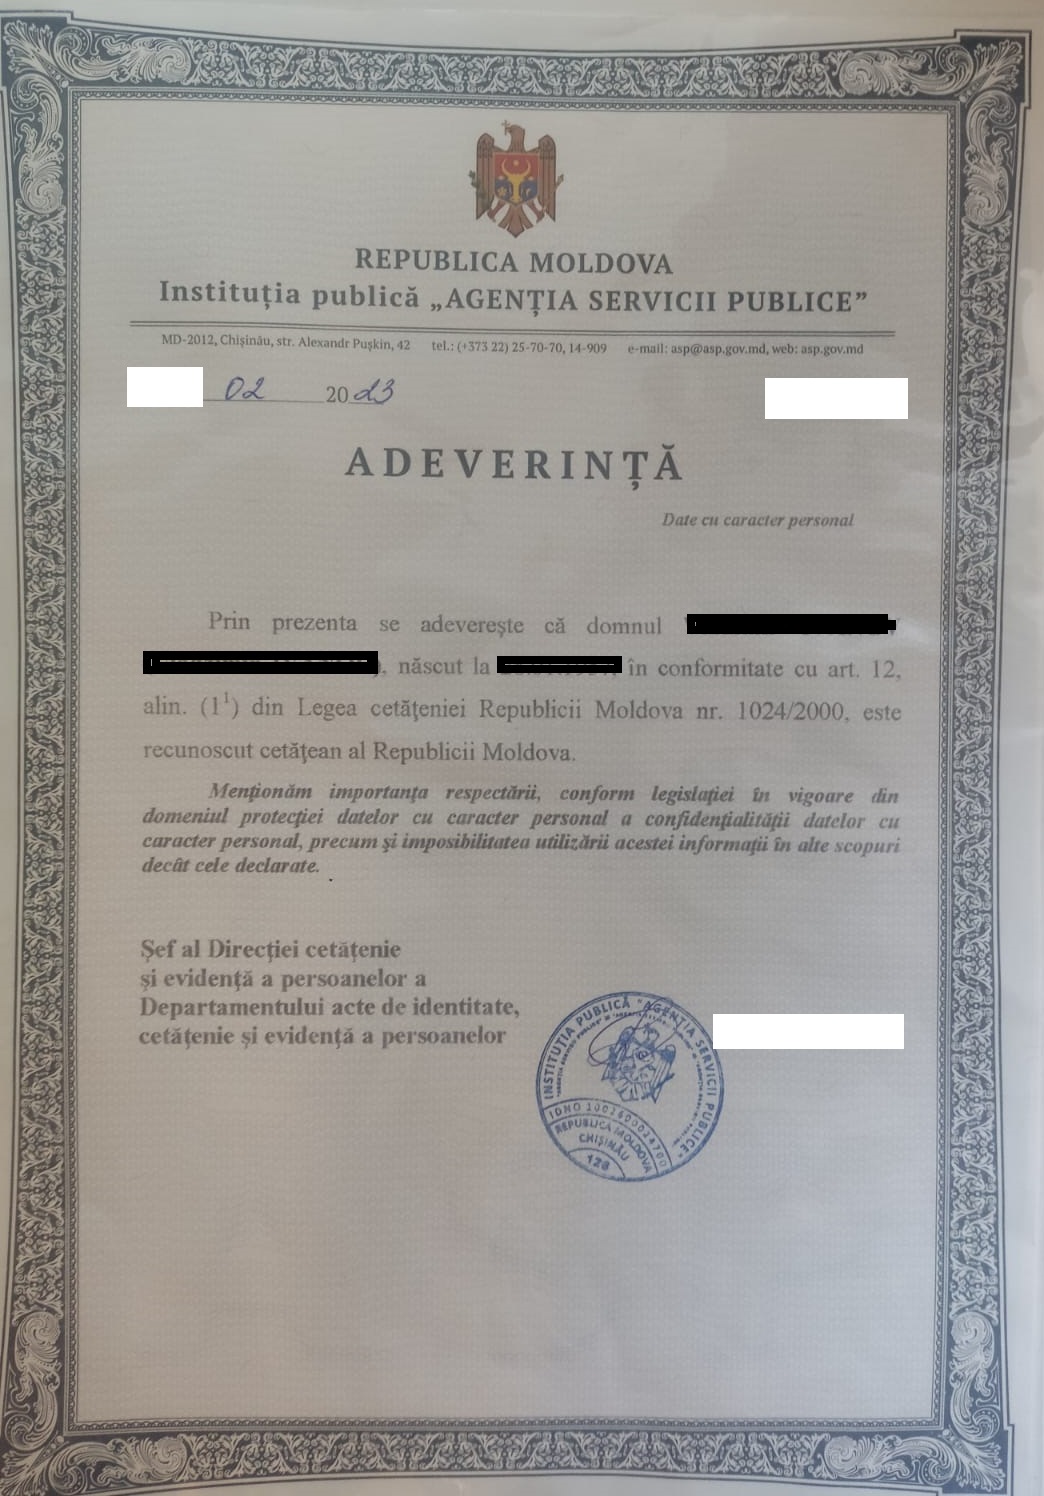 REPUBLICA MOLDOVA
Instituția publică „AGENȚIA SERVICII PUBLICE”
MD-2012, Chișinău, str. Alexandr Pușkin, 42 tel.: (+373 22) 25-70-70, 14-909 e-mail: asp@asp.gov.md, web: asp.gov.md
02 2023
ADEVERINȚĂ
Date cu caracter personal
Prin prezenta se adeverește că domnul
), născut la în conformitate cu art. 12,
alin. (1¹) din Legea cetățeniei Republicii Moldova nr. 1024/2000, este
recunoscut cetățean al Republicii Moldova.
Menționăm importanța respectării, conform legislației în vigoare din
domeniul protecției datelor cu caracter personal a confidențialității datelor cu
caracter personal, precum și imposibilitatea utilizării acestei informații în alte scopuri
decât cele declarate.
Șef al Direcției cetățenie
și evidență a persoanelor a
Departamentului acte de identitate,
cetățenie și evidență a persoanelor
INSTITUȚIA PUBLICĂ "AGENȚIA SERVICII PUBLICE"
IDNO 1002600024700
REPUBLICA MOLDOVA
CHIȘINĂU
128